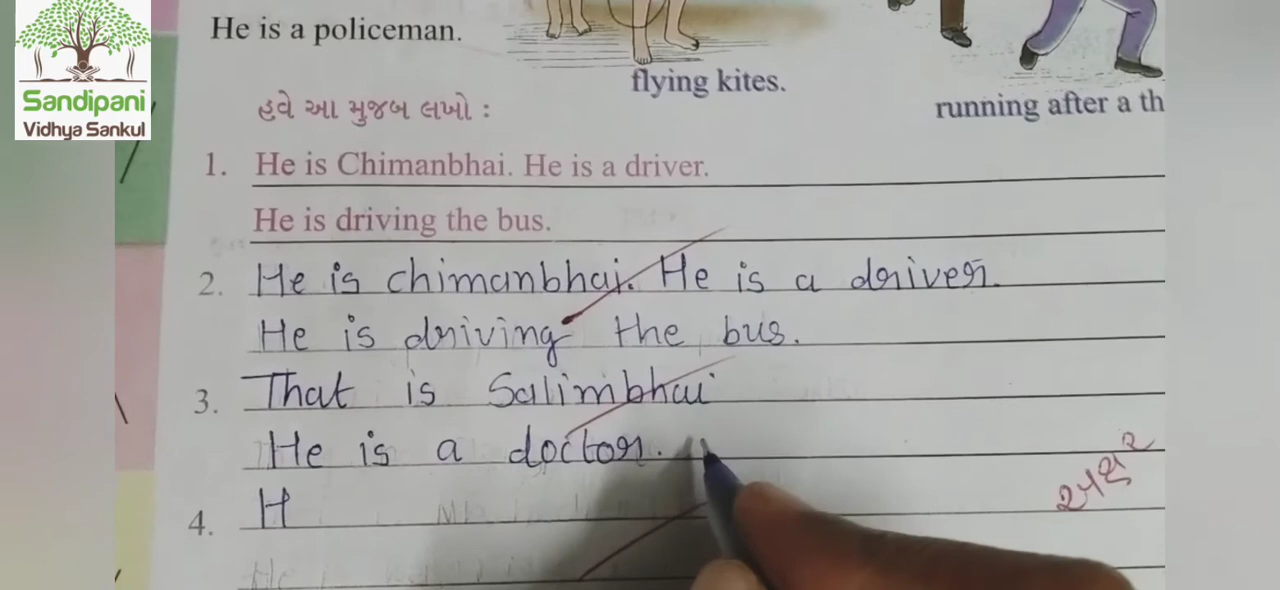 Sandipani
Vidhya Sankul
He is a policeman.
flying kites.
running after a th
હવે આ મુજબ લખો :
1. He is Chimanbhai. He is a driver.
He is driving the bus.
2. He is chimanbhai. He is a driver.
He is driving the bus.
3. That is Salimbhai
He is a doctor.
4. H